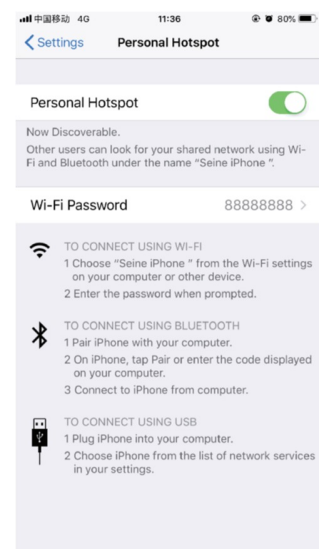 中国移动 4G 11:36 80%
Settings Personal Hotspot
Personal Hotspot
Now Discoverable.
Other users can look for your shared network using Wi-
Fi and Bluetooth under the name “Seine iPhone ”.
Wi-Fi Password 88888888
TO CONNECT USING WI-FI
1 Choose “Seine iPhone ” from the Wi-Fi settings
on your computer or other device.
2 Enter the password when prompted.
TO CONNECT USING BLUETOOTH
1 Pair iPhone with your computer.
2 On iPhone, tap Pair or enter the code displayed
on your computer.
3 Connect to iPhone from computer.
TO CONNECT USING USB
1 Plug iPhone into your computer.
2 Choose iPhone from the list of network services
in your settings.